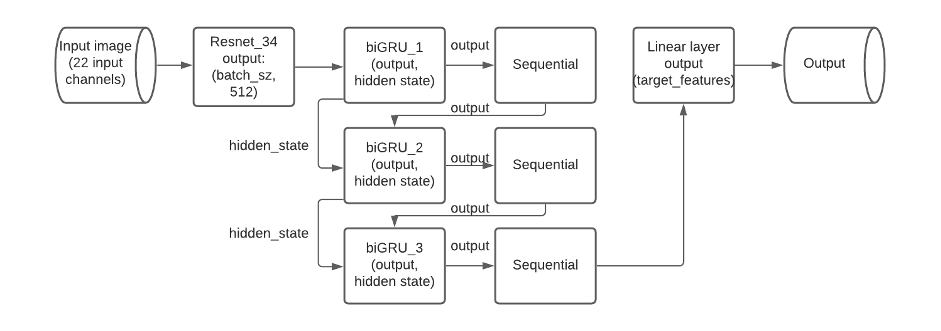 Input image
(22 input
channels)
Resnet_34
output:
(batch_sz,
512)
biGRU_1
(output,
hidden state)
output
Sequential
output
hidden_state
biGRU_2
(output,
hidden state)
output
Sequential
output
hidden_state
biGRU_3
(output,
hidden state)
output
Sequential
Linear layer
output
(target_features)
Output